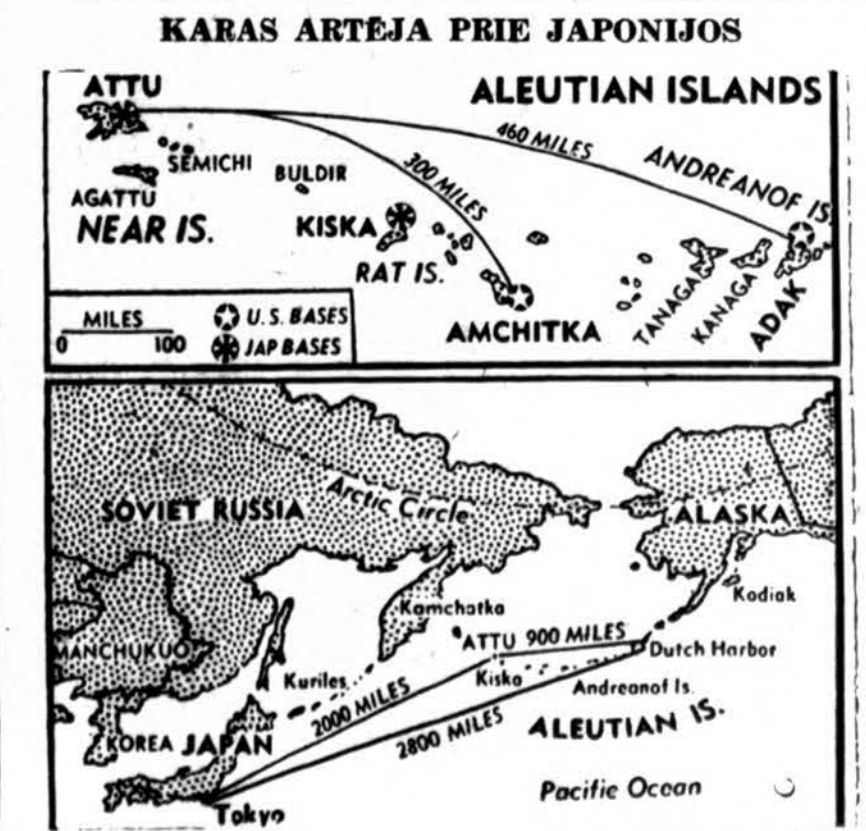 KARAS ARTĖJA PRIE JAPONIJOS
ATTU
ALEUTIAN ISLANDS
460 MILES
300 MILES
ANDREANOF IS.
SEMICHI
BULDIR
AGATTU
NEAR IS.
KISKA
RAT IS.
AMCHITKA
TANAGA
KANAGA
ADAK
MILES
0 100
U.S. BASES
JAP BASES
Arctic Circle
SOVIET RUSSIA
ALASKA
Kamchatka
Kodiak
ATTU 900 MILES
Dutch Harbor
MANCHUKUO
Kuriles
Kiska
Andreanof Is.
2000 MILES
2800 MILES
ALEUTIAN IS.
KOREA JAPAN
Pacific Ocean
Tokyo